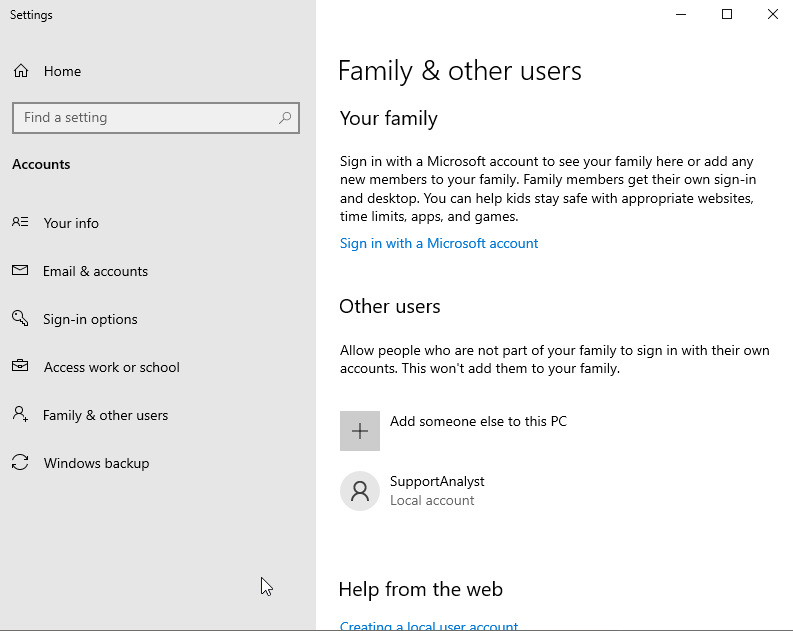 Settings
Home
Find a setting
Accounts
Your info
Email & accounts
Sign-in options
Access work or school
Family & other users
Windows backup
Family & other users
Your family
Sign in with a Microsoft account to see your family here or add any
new members to your family. Family members get their own sign-in
and desktop. You can help kids stay safe with appropriate websites,
time limits, apps, and games.
Sign in with a Microsoft account
Other users
Allow people who are not part of your family to sign in with their own
accounts. This won't add them to your family.
Add someone else to this PC
SupportAnalyst
Local account
Help from the web
Creating a local user account